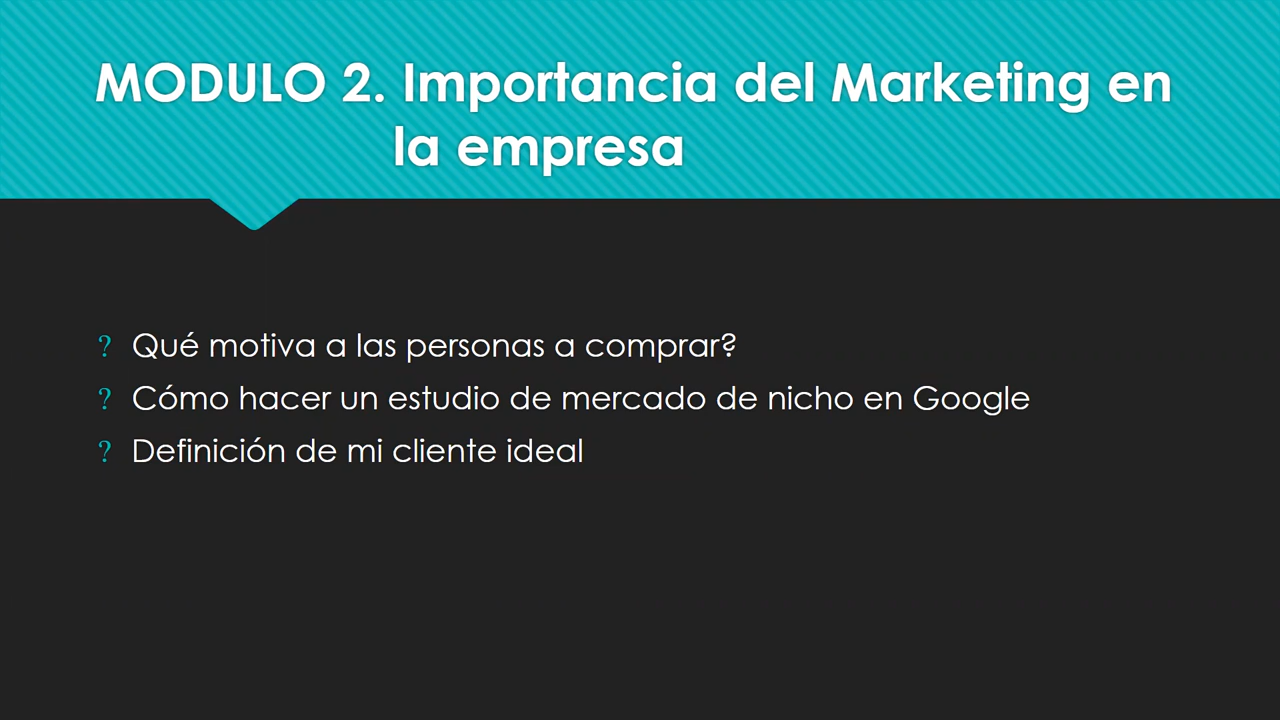 MODULO 2. Importancia del Marketing en
la empresa
? Qué motiva a las personas a comprar?
? Cómo hacer un estudio de mercado de nicho en Google
? Definición de mi cliente ideal